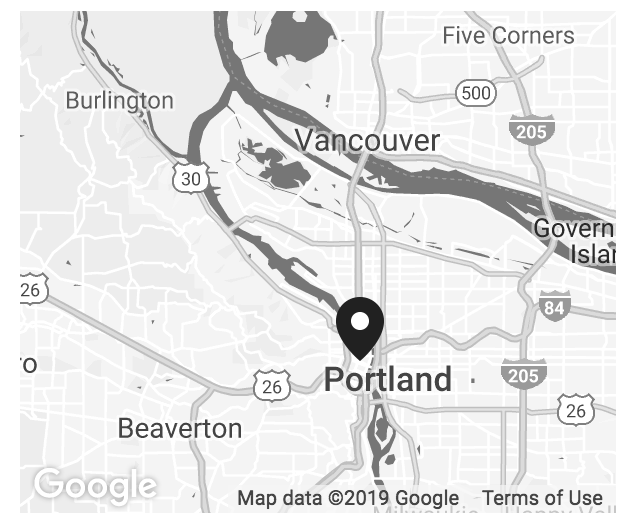 Five Corners
500
Burlington
205
Vancouver
30
Govern
Islan
26
84
Portland
205
26
26
Beaverton
Google
Map data ©2019 Google Terms of Use